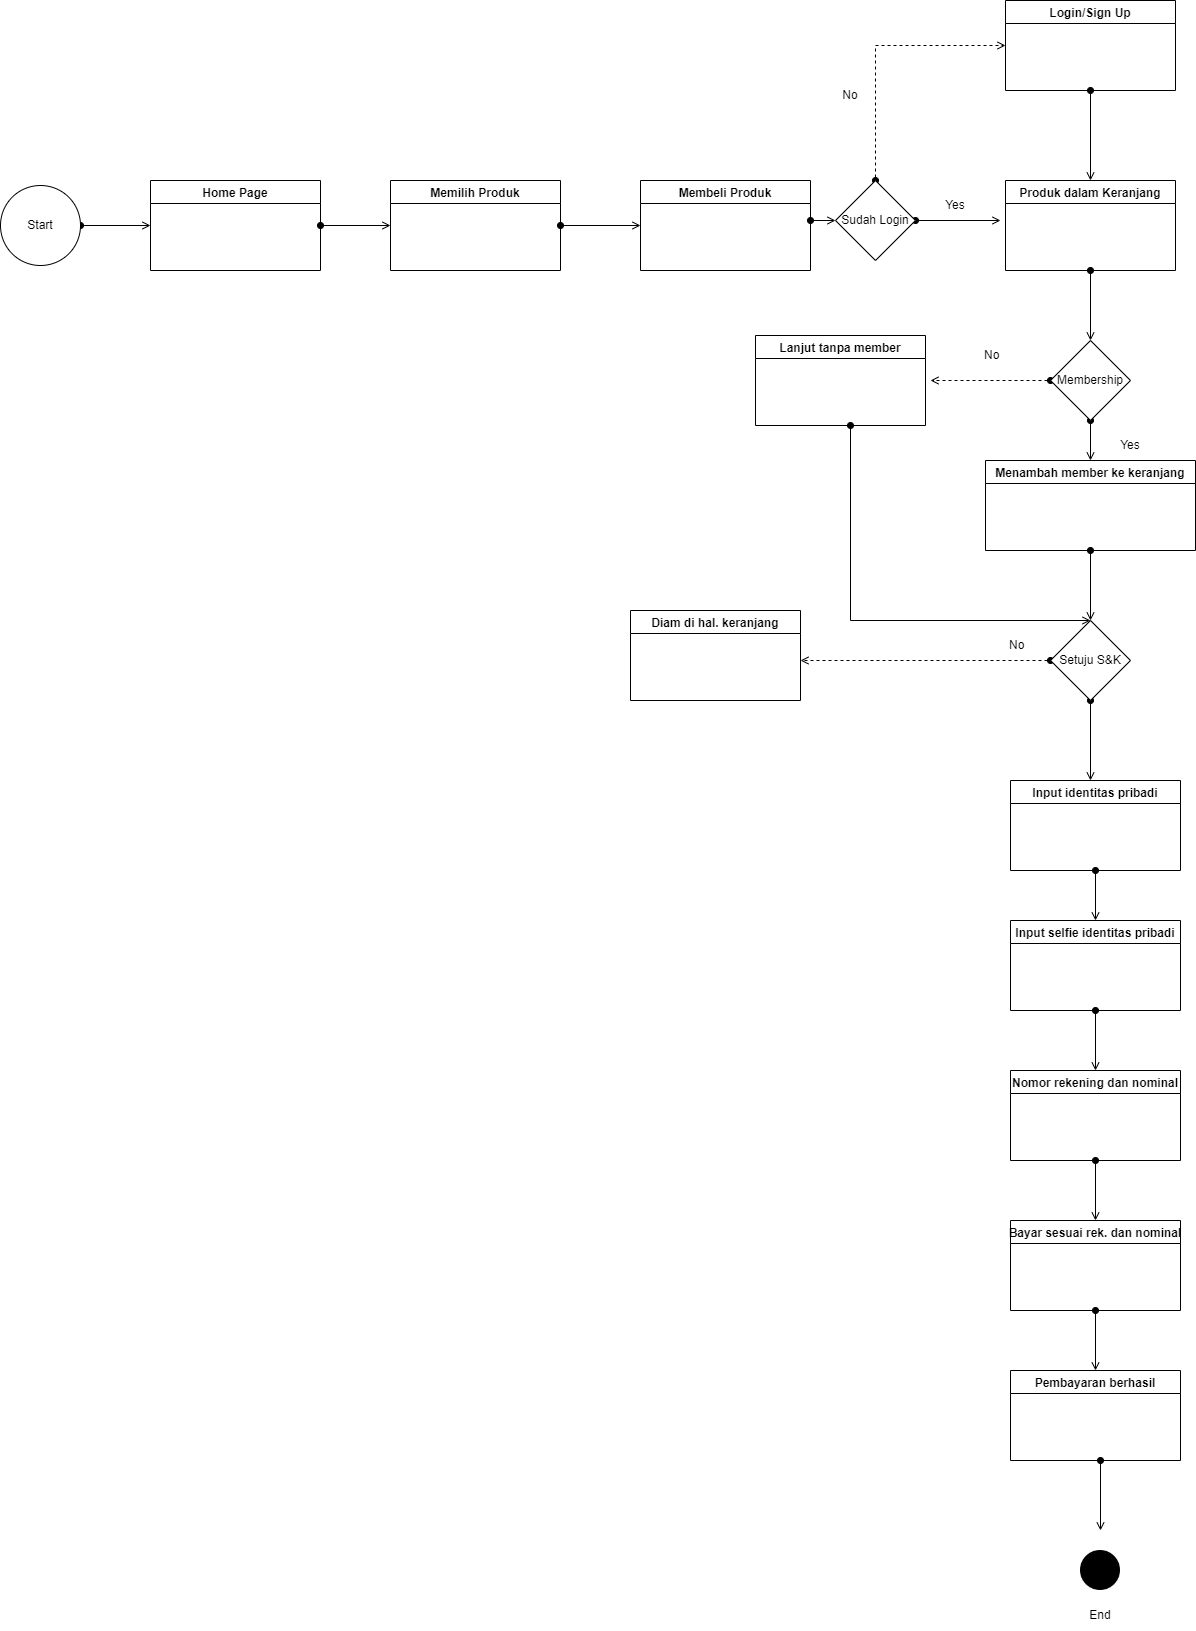 Login/Sign Up
No
Start
Home Page
Memilih Produk
Membeli Produk
Sudah Login
Yes
Produk dalam Keranjang
Lanjut tanpa member
No
Membership
Yes
Menambah member ke keranjang
Diam di hal. keranjang
No
Setuju S&K
Input identitas pribadi
Input selfie identitas pribadi
Nomor rekening dan nominal
Bayar sesuai rek. dan nominal
Pembayaran berhasil
End